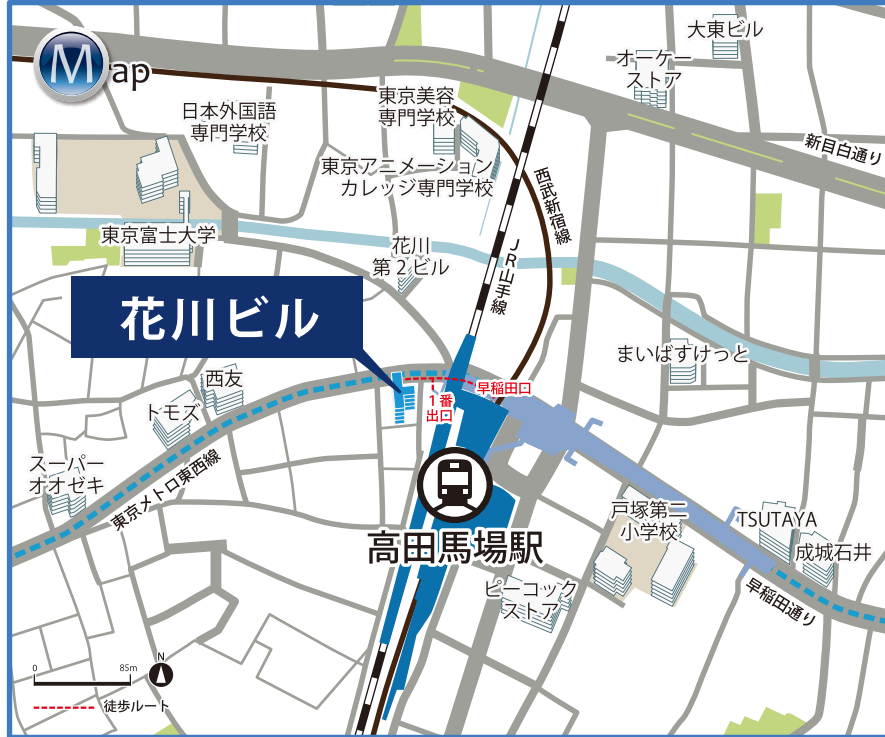 Map
大東ビル
オーケー
ストア
日本外国語
専門学校
東京美容
専門学校
新目白通り
東京アニメーション
カレッジ専門学校
西武新宿線
東京富士大学
花川
第2ビル
JR山手線
花川ビル
まいばすけっと
西友
早稲田口
1番
出口
トモズ
スーパー
オオゼキ
東京メトロ東西線
戸塚第二
小学校
TSUTAYA
高田馬場駅
成城石井
ピーコック
ストア
早稲田通り
0
85m
N
徒歩ルート